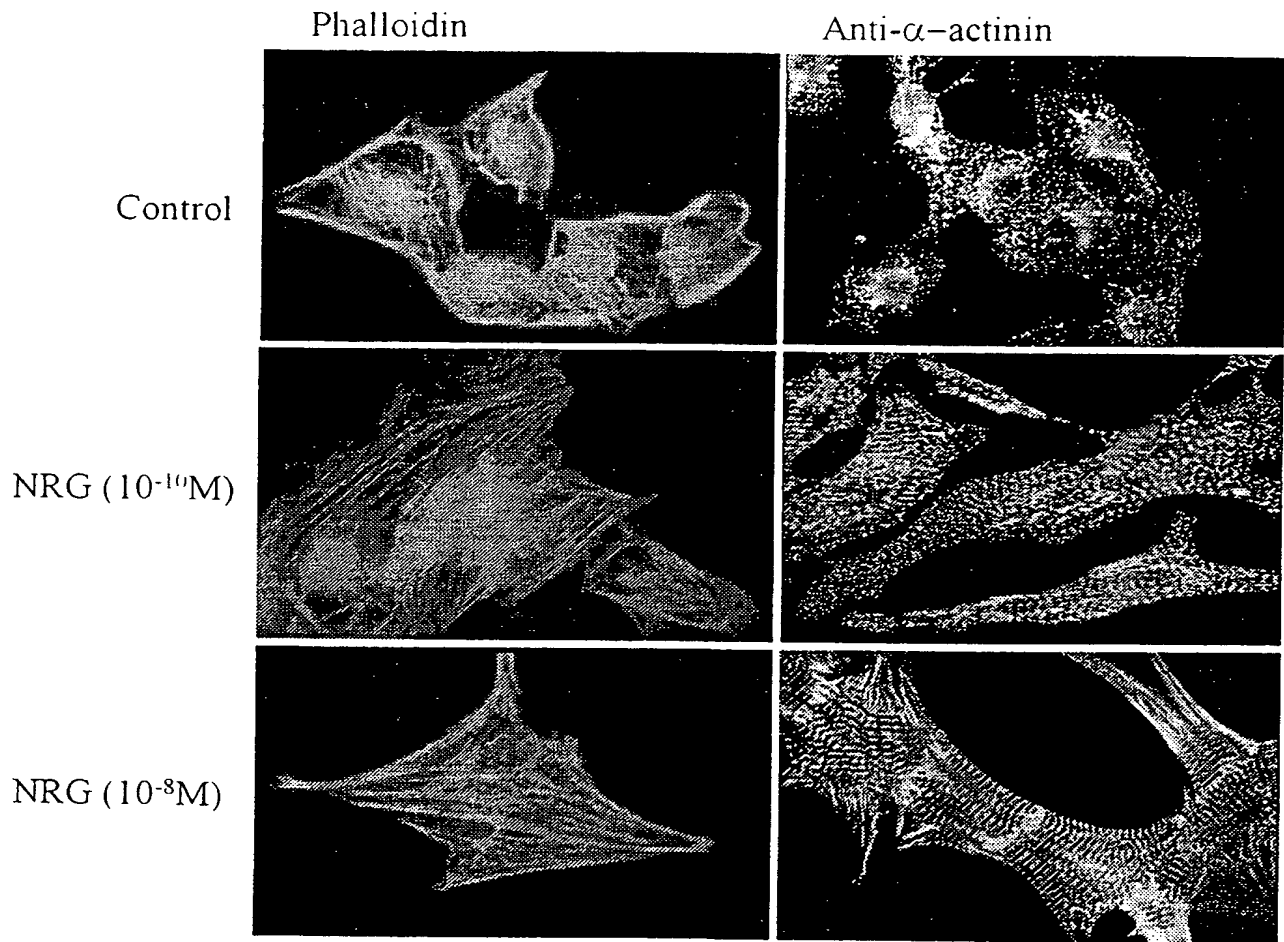 Phalloidin Anti-α-actinin
Control
NRG (10⁻¹⁰M)
NRG (10⁻⁸M)